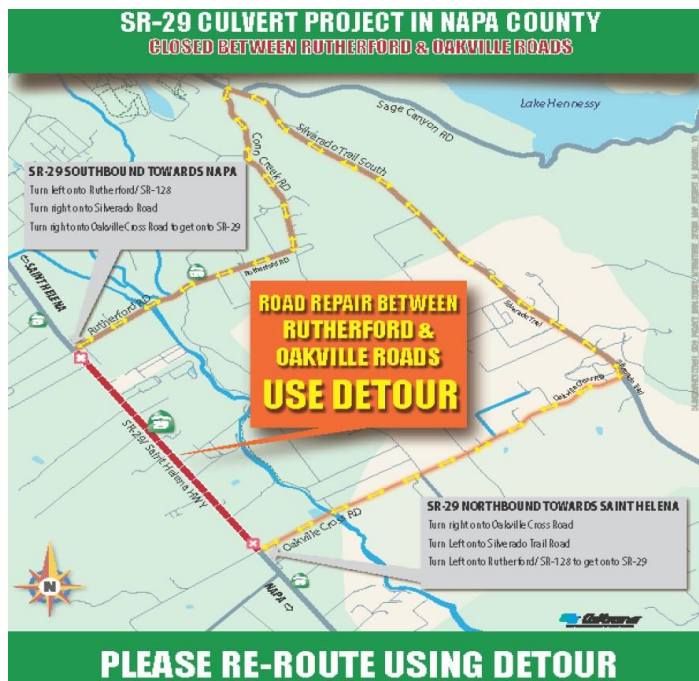 SR-29 CULVERT PROJECT IN NAPA COUNTY
CLOSED BETWEEN RUTHERFORD & OAKVILLE ROADS
Lake Hennessy
Sage Canyon RD
Silverado Trail South
Conn Creek RD
SR-29 SOUTHBOUND TOWARDS NAPA
Turn left onto Rutherford/ SR-128
Turn right onto Silverado Road
Turn right onto Oakville Cross Road to get onto SR-29
SAINT HELENA
Rutherford RD
Rutherford RD
ROAD REPAIR BETWEEN
RUTHERFORD &
OAKVILLE ROADS
USE DETOUR
Silverado Trail
Silverado Trail
Oakville Cross RD
SR-29/ Saint Helena HWY
Oakville Cross RD
SR-29 NORTHBOUND TOWARDS SAINT HELENA
Turn right onto Oakville Cross Road
Turn Left onto Silverado Trail Road
Turn Left onto Rutherford/ SR-128 to get onto SR-29
NAPA
N
Caltrans
PLEASE RE-ROUTE USING DETOUR